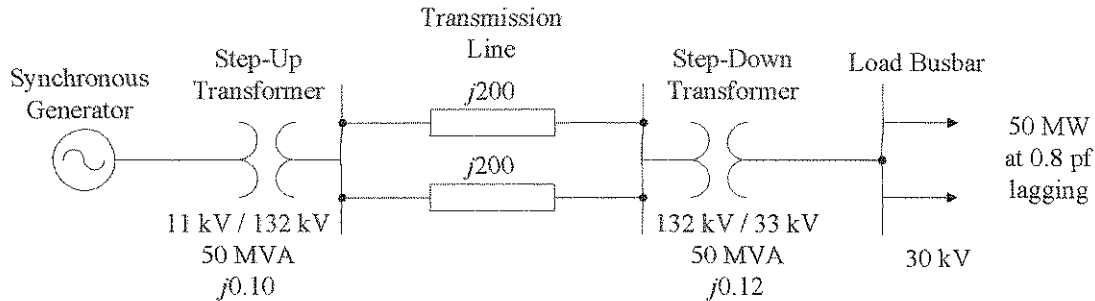 Synchronous
Generator
Step-Up
Transformer
Transmission
Line
Step-Down
Transformer
Load Busbar
j200
j200
50 MW
at 0.8 pf
lagging
11 kV / 132 kV
50 MVA
j0.10
132 kV / 33 kV
50 MVA
j0.12
30 kV